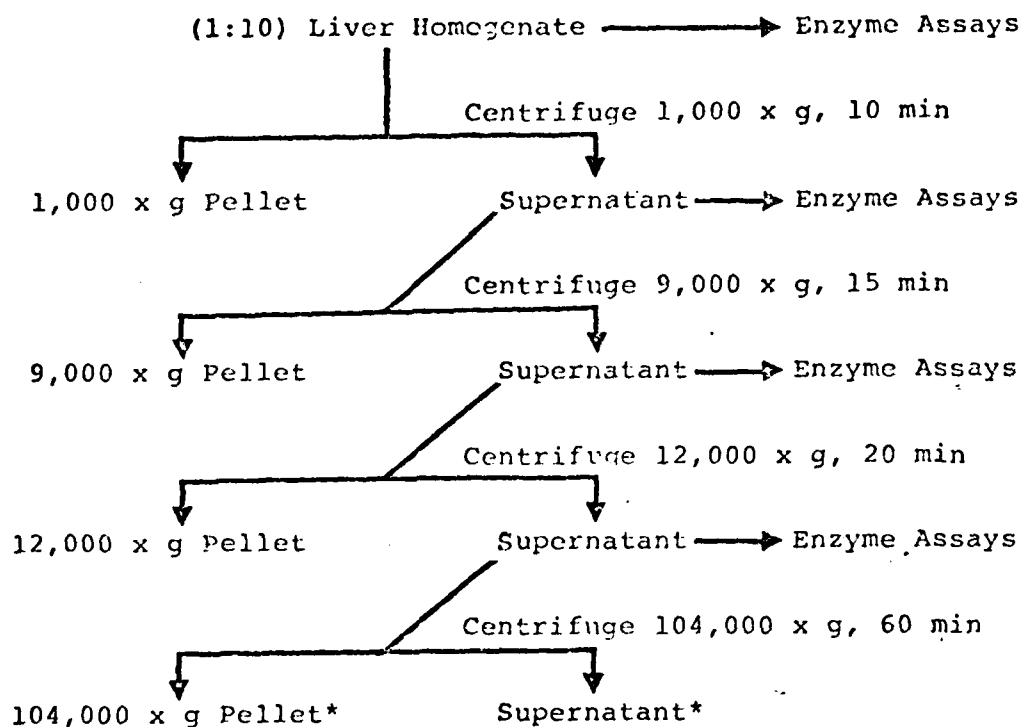 (1:10) Liver Homogenate Enzyme Assays
Centrifuge 1,000 x g, 10 min
1,000 x g Pellet Supernatant Enzyme Assays
Centrifuge 9,000 x g, 15 min
9,000 x g Pellet Supernatant Enzyme Assays
Centrifuge 12,000 x g, 20 min
12,000 x g Pellet Supernatant Enzyme Assays
Centrifuge 104,000 x g, 60 min
104,000 x g Pellet* Supernatant*